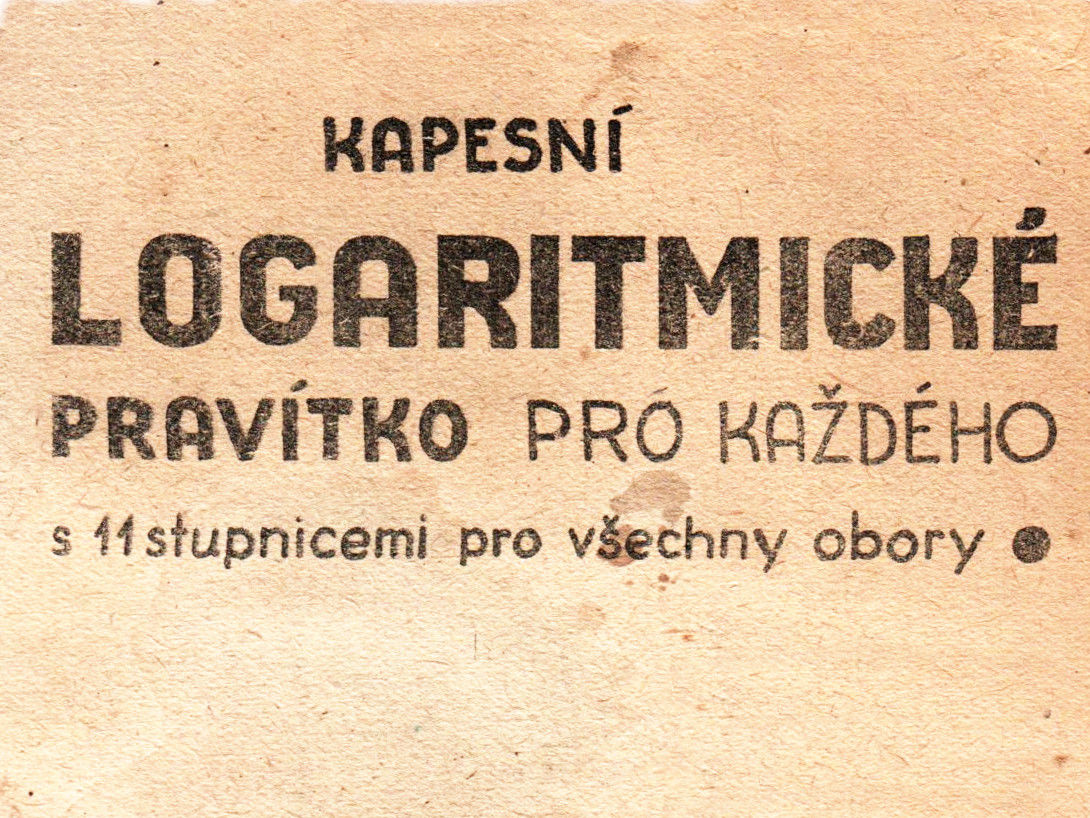 KAPESNÍ
LOGARITMICKÉ
PRAVÍTKO PRO KAŽDÉHO
s 11 stupnicemi pro všechny obory ●